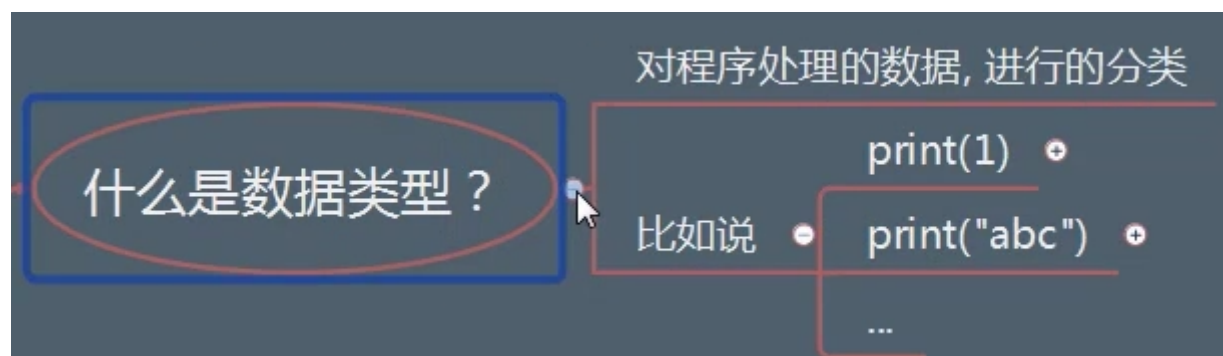 对程序处理的数据, 进行的分类
什么是数据类型？
print(1)
比如说
print("abc")
...